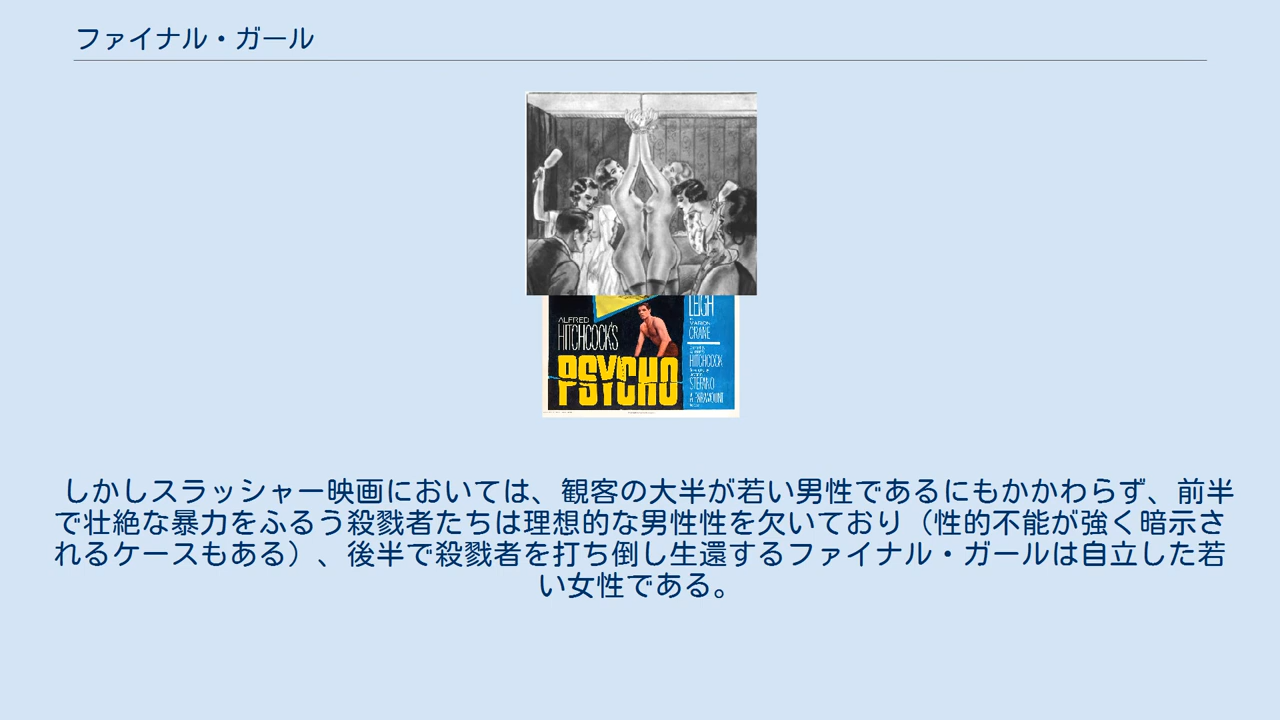 ファイナル・ガール
LEIGH
MARION
CRANE
ALFRED
HITCHCOCK'S
HITCHCOCK
STEFANO
PSYCHO
A PARAMOUNT
しかしスラッシャー映画においては、観客の大半が若い男性であるにもかかわらず、前半
で壮絶な暴力をふるう殺戮者たちは理想的な男性性を欠いており（性的不能が強く暗示さ
れるケースもある）、後半で殺戮者を打ち倒し生還するファイナル・ガールは自立した若
い女性である。